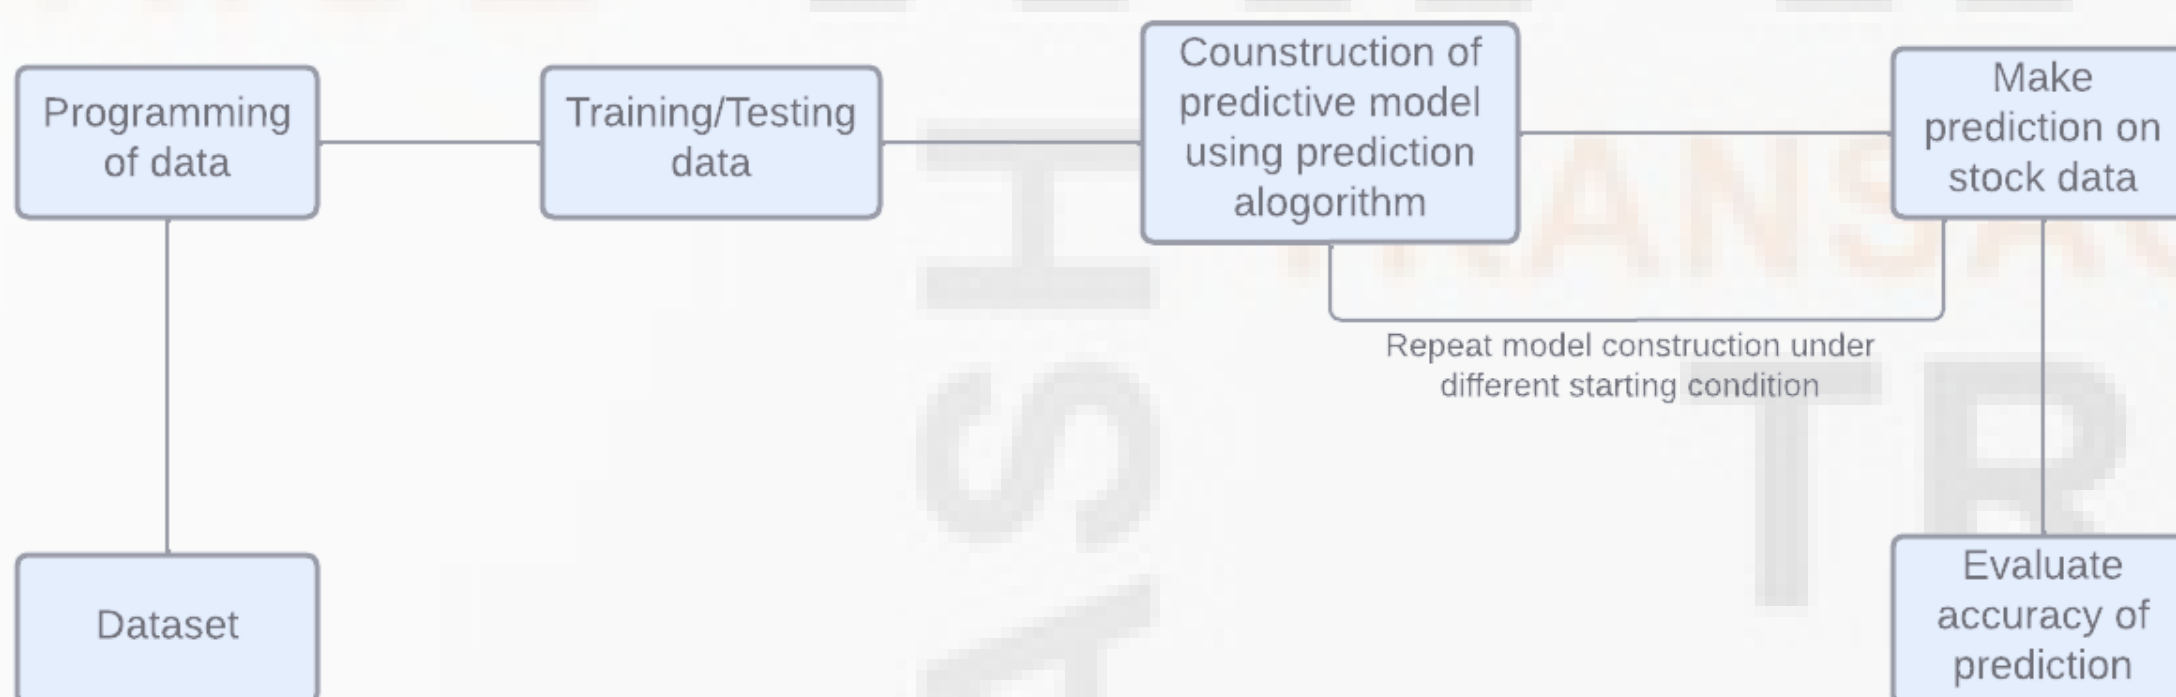 Programming
of data
Training/Testing
data
Counstruction of
predictive model
using prediction
alogorithm
Make
prediction on
stock data
Repeat model construction under
different starting condition
Dataset
Evaluate
accuracy of
prediction